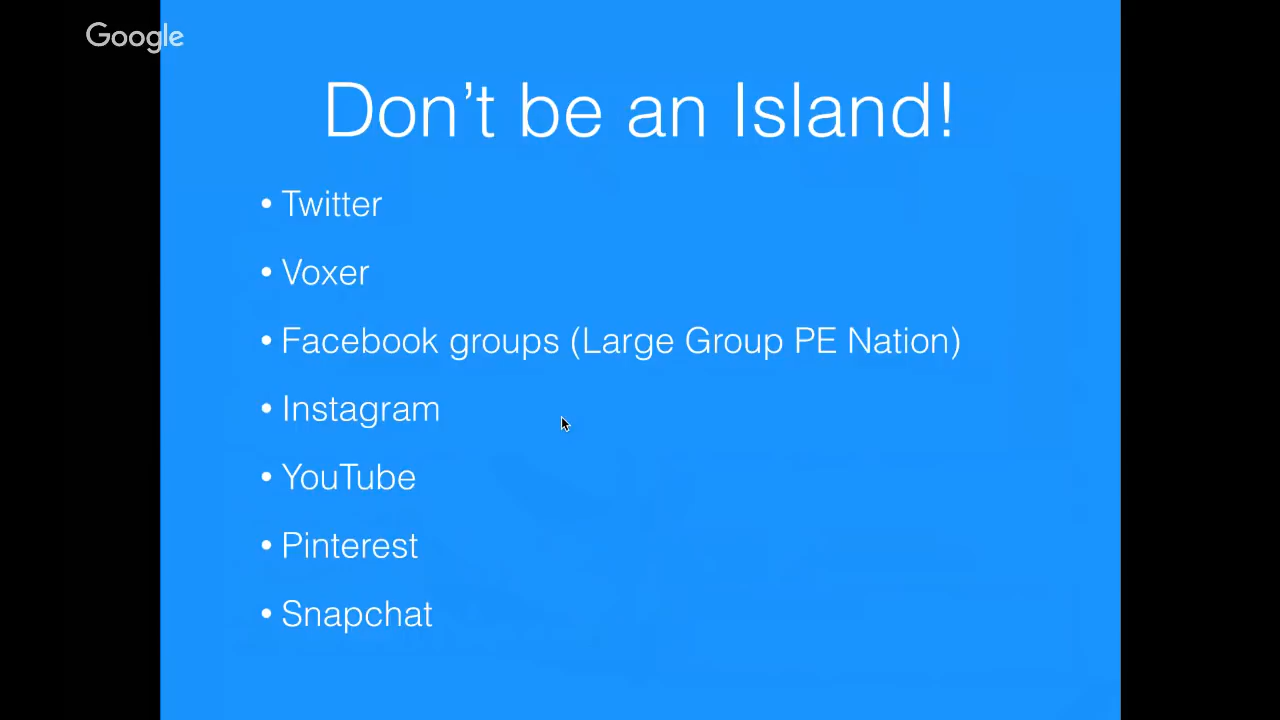 Google
Don't be an Island!
• Twitter
• Voxer
• Facebook groups (Large Group PE Nation)
• Instagram
• YouTube
• Pinterest
• Snapchat